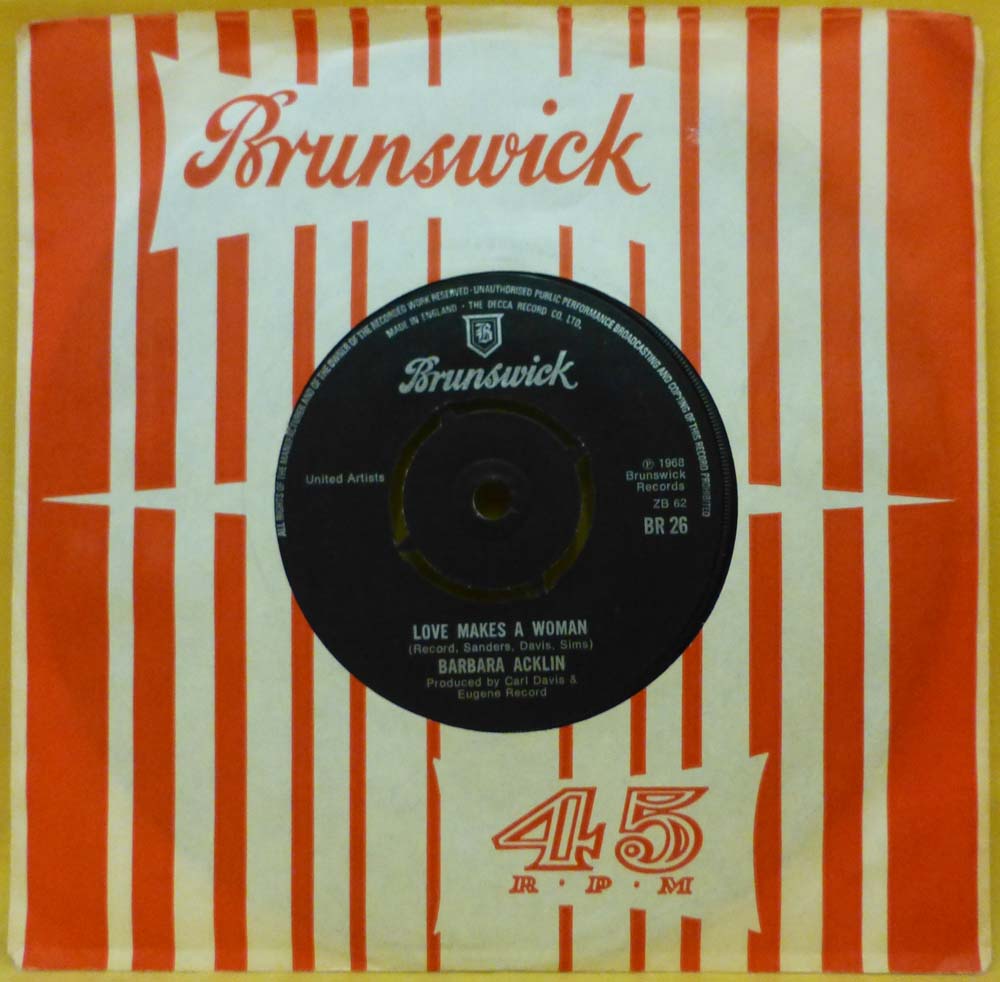 Brunswick
ALL RIGHTS OF THE MANUFACTURER AND OF THE OWNER OF THE RECORDED WORK RESERVED · UNAUTHORISED PUBLIC PERFORMANCE BROADCASTING AND COPYING OF THIS RECORD PROHIBITED
MADE IN ENGLAND · THE DECCA RECORD CO. LTD.
B
Brunswick
United Artists
℗ 1968
Brunswick
Records
ZB 62
BR 26
LOVE MAKES A WOMAN
(Record, Sanders, Davis, Sims)
BARBARA ACKLIN
Produced by Carl Davis &
Eugene Record
45
R·P·M